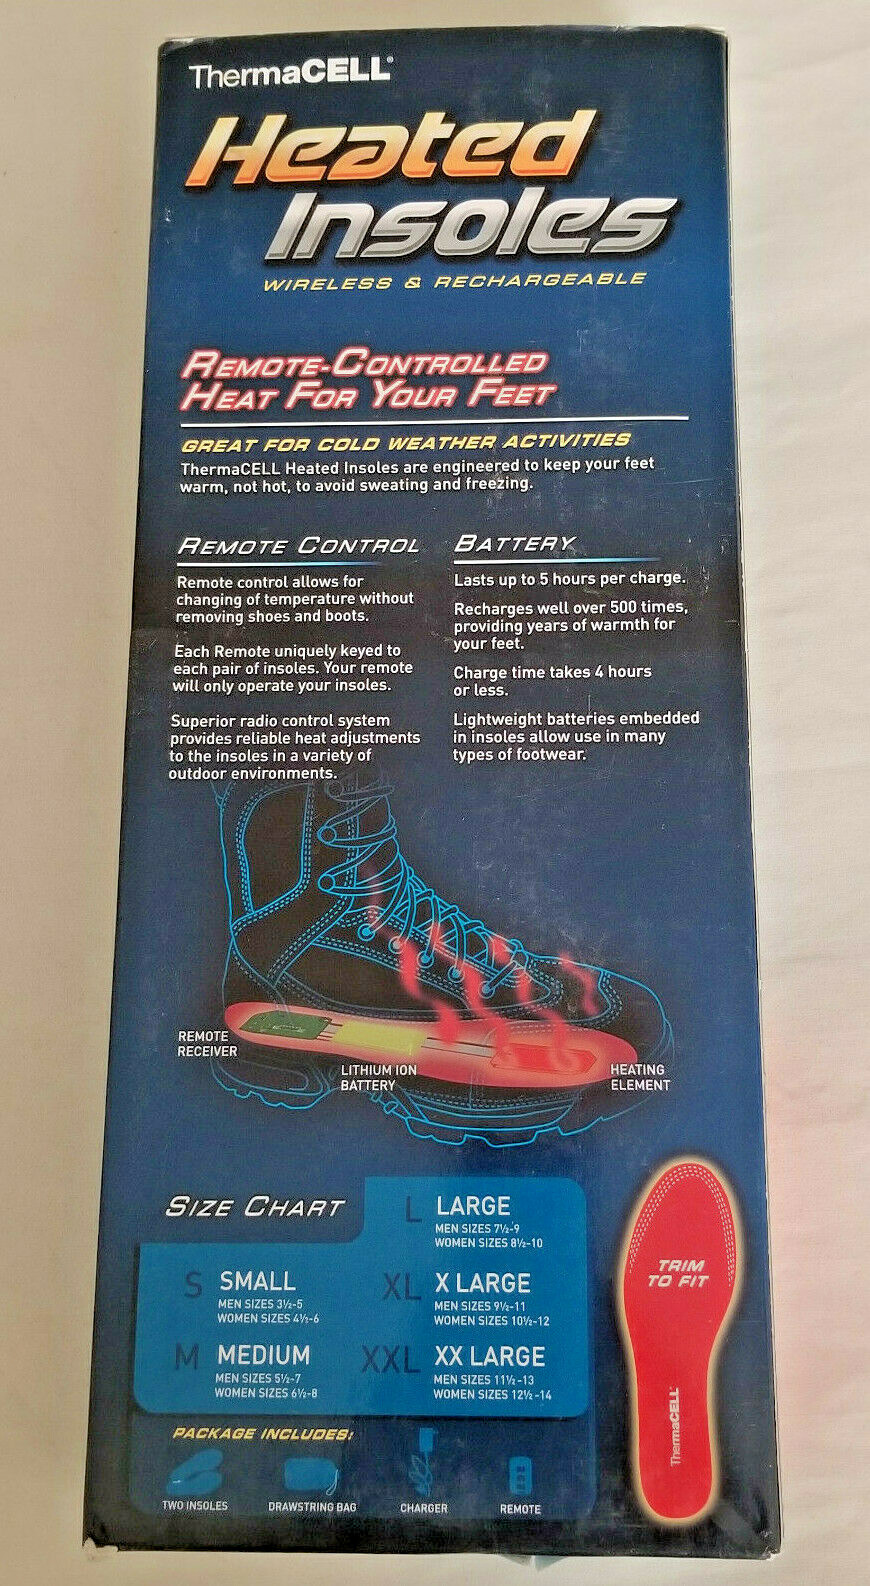 ThermaCELL®
Heated
Insoles
WIRELESS & RECHARGEABLE
REMOTE-CONTROLLED
HEAT FOR YOUR FEET
GREAT FOR COLD WEATHER ACTIVITIES
ThermaCELL Heated Insoles are engineered to keep your feet
warm, not hot, to avoid sweating and freezing.
REMOTE CONTROL
Remote control allows for
changing of temperature without
removing shoes and boots.
Each Remote uniquely keyed to
each pair of insoles. Your remote
will only operate your insoles.
Superior radio control system
provides reliable heat adjustments
to the insoles in a variety of
outdoor environments.
BATTERY
Lasts up to 5 hours per charge.
Recharges well over 500 times,
providing years of warmth for
your feet.
Charge time takes 4 hours
or less.
Lightweight batteries embedded
in insoles allow use in many
types of footwear.
REMOTE
RECEIVER
LITHIUM ION
BATTERY
HEATING
ELEMENT
SIZE CHART
S SMALL
MEN SIZES 3½-5
WOMEN SIZES 4½-6
M MEDIUM
MEN SIZES 5½-7
WOMEN SIZES 6½-8
L LARGE
MEN SIZES 7½-9
WOMEN SIZES 8½-10
XL X LARGE
MEN SIZES 9½-11
WOMEN SIZES 10½-12
XXL XX LARGE
MEN SIZES 11½-13
WOMEN SIZES 12½-14
TRIM
TO FIT
ThermaCELL
PACKAGE INCLUDES:
TWO INSOLES
DRAWSTRING BAG
CHARGER
REMOTE